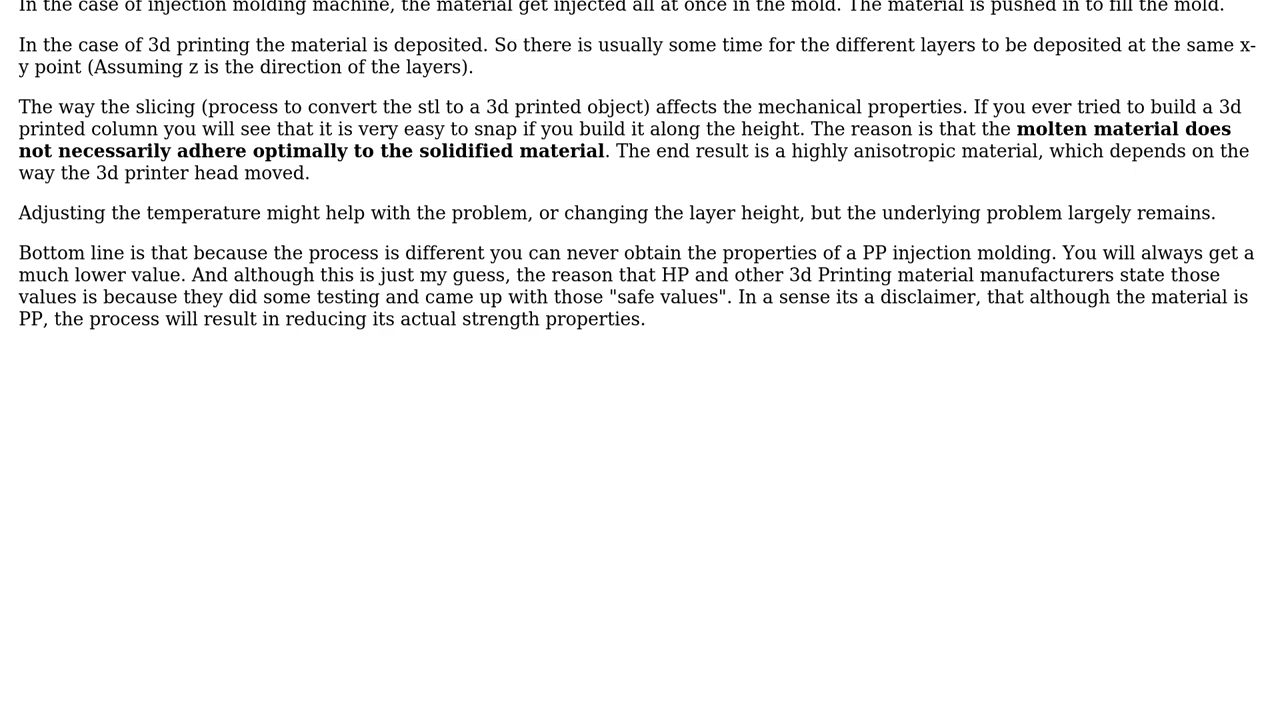 In the case of injection molding machine, the material get injected all at once in the mold. The material is pushed in to fill the mold.
In the case of 3d printing the material is deposited. So there is usually some time for the different layers to be deposited at the same x-
y point (Assuming z is the direction of the layers).
The way the slicing (process to convert the stl to a 3d printed object) affects the mechanical properties. If you ever tried to build a 3d
printed column you will see that it is very easy to snap if you build it along the height. The reason is that the molten material does
not necessarily adhere optimally to the solidified material. The end result is a highly anisotropic material, which depends on the
way the 3d printer head moved.
Adjusting the temperature might help with the problem, or changing the layer height, but the underlying problem largely remains.
Bottom line is that because the process is different you can never obtain the properties of a PP injection molding. You will always get a
much lower value. And although this is just my guess, the reason that HP and other 3d Printing material manufacturers state those
values is because they did some testing and came up with those "safe values". In a sense its a disclaimer, that although the material is
PP, the process will result in reducing its actual strength properties.